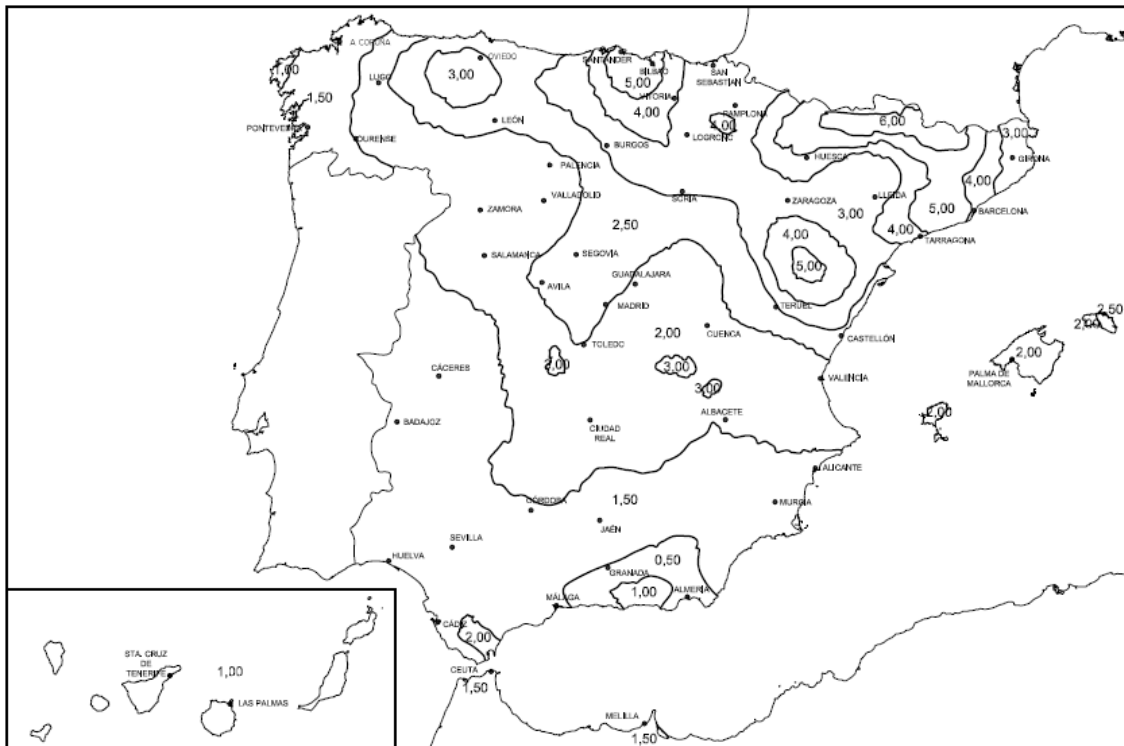 A CORUÑA
OVIEDO
SANTANDER
BILBAO
SAN
SEBASTIÁN
1,00
LUGO
3,00
5,00
VITORIA
1,50
4,00
PAMPLONA
6,00
PONTEVEDRA
LEÓN
4,00
LOGROÑO
3,00
OURENSE
BURGOS
HUESCA
GIRONA
PALENCIA
4,00
VALLADOLID
SORIA
ZARAGOZA
LLEIDA
ZAMORA
3,00
5,00
BARCELONA
2,50
4,00
4,00
TARRAGONA
SALAMANCA
SEGOVIA
5,00
GUADALAJARA
AVILA
MADRID
TERUEL
2,50
2,00
2,00
CUENCA
CASTELLÓN
TOLEDO
2,00
3,00
2,00
CÁCERES
PALMA DE
MALLORCA
VALENCIA
3,00
2,00
BADAJOZ
CIUDAD
REAL
ALBACETE
ALICANTE
1,50
CÓRDOBA
MURCIA
JAÉN
SEVILLA
HUELVA
0,50
GRANADA
1,00
ALMERÍA
MÁLAGA
CÁDIZ
2,00
CEUTA
1,50
MELILLA
1,50
STA. CRUZ
DE
TENERIFE
1,00
LAS PALMAS